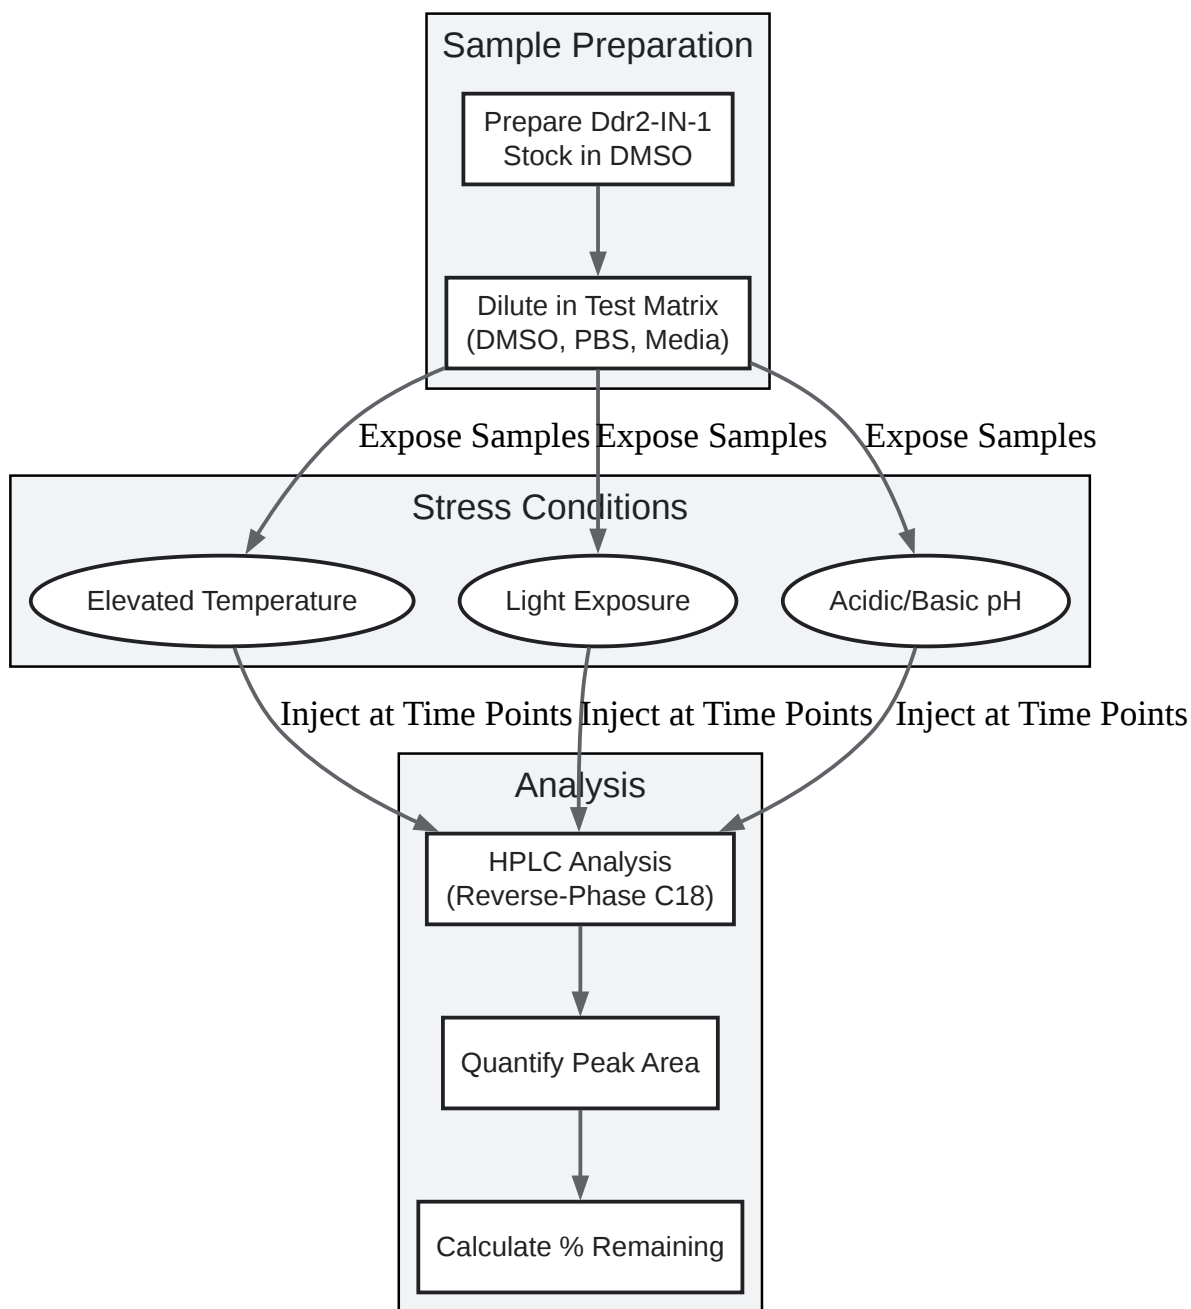 Sample Preparation
Prepare Ddr2-IN-1
Stock in DMSO
Dilute in Test Matrix
(DMSO, PBS, Media)
Expose Samples
Expose Samples
Expose Samples
Stress Conditions
Elevated Temperature
Light Exposure
Acidic/Basic pH
Inject at Time Points
Inject at Time Points
Inject at Time Points
Analysis
HPLC Analysis
(Reverse-Phase C18)
Quantify Peak Area
Calculate % Remaining